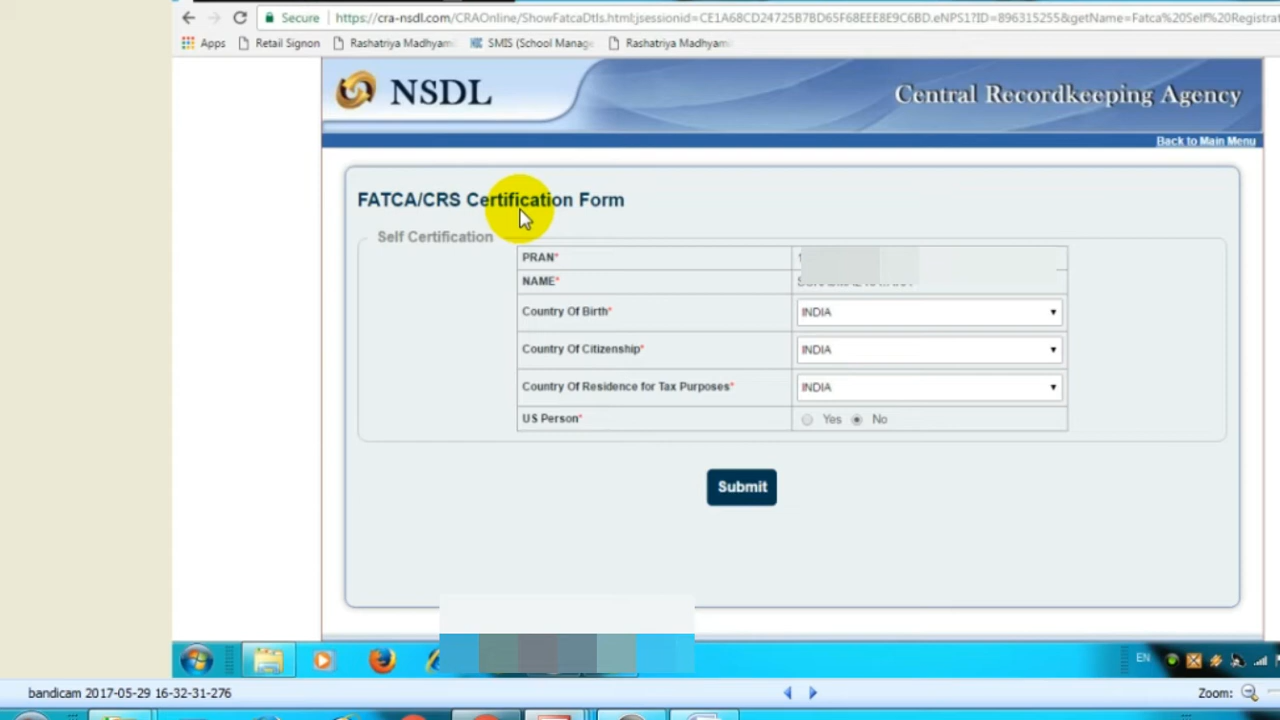 Secure https://cra-nsdl.com/CRAOnline/ShowFatcaDtls.html;jsessionid=CE1A68CD24725B7BD65F68EEE8E9C6BD.eNPS1?ID=896315255&getName=Fatca%20Self%20Registrat
Apps Retail Signon Rashatriya Madhyami SMIS (School Manage Rashatriya Madhyami
NSDL Central Recordkeeping Agency
Back to Main Menu
FATCA/CRS Certification Form
Self Certification
PRAN*
NAME*
Country Of Birth* INDIA
Country Of Citizenship* INDIA
Country Of Residence for Tax Purposes* INDIA
US Person* Yes No
Submit
EN
bandicam 2017-05-29 16-32-31-276 Zoom: